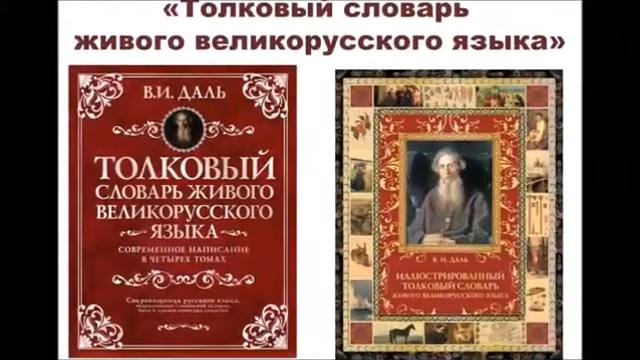 «Толковый словарь
живого великорусского языка»
В.И. ДАЛЬ
ТОЛКОВЫЙ
СЛОВАРЬ ЖИВОГО
ВЕЛИКОРУССКОГО
ЯЗЫКА
СОВРЕМЕННОЕ НАПИСАНИЕ
В ЧЕТЫРЕХ ТОМАХ
Сокровищница русского языка,
В. И. ДАЛЬ
ИЛЛЮСТРИРОВАННЫЙ
ТОЛКОВЫЙ СЛОВАРЬ
ЖИВОГО ВЕЛИКОРУССКОГО ЯЗЫКА